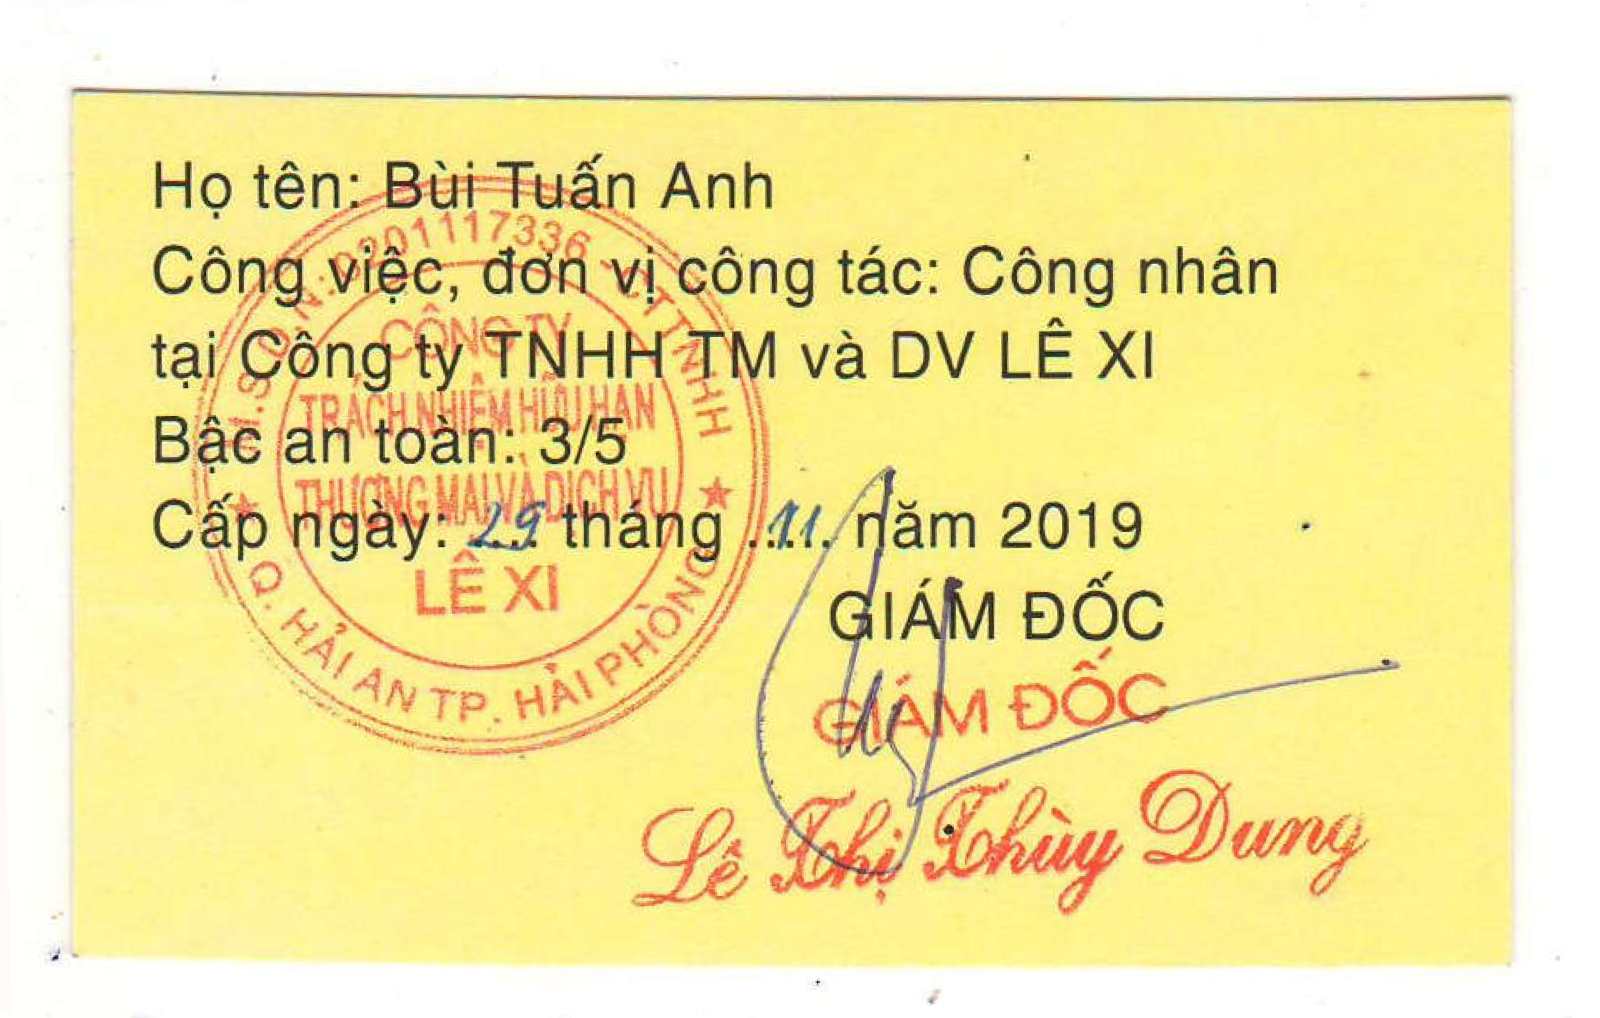 Họ tên: Bùi Tuấn Anh
Công việc, đơn vị công tác: Công nhân
tại Công ty TNHH TM và DV LÊ XI
Bậc an toàn: 3/5
Cấp ngày: 29 tháng 11 năm 2019
GIÁM ĐỐC
GIÁM ĐỐC
Lê Thị Thùy Dung
M.S.D.N: 0201117336 - C.T.T.N.H.H
CÔNG TY
TRÁCH NHIỆM HỮU HẠN
THƯƠNG MẠI VÀ DỊCH VỤ
LÊ XI
Q. HẢI AN TP. HẢI PHÒNG